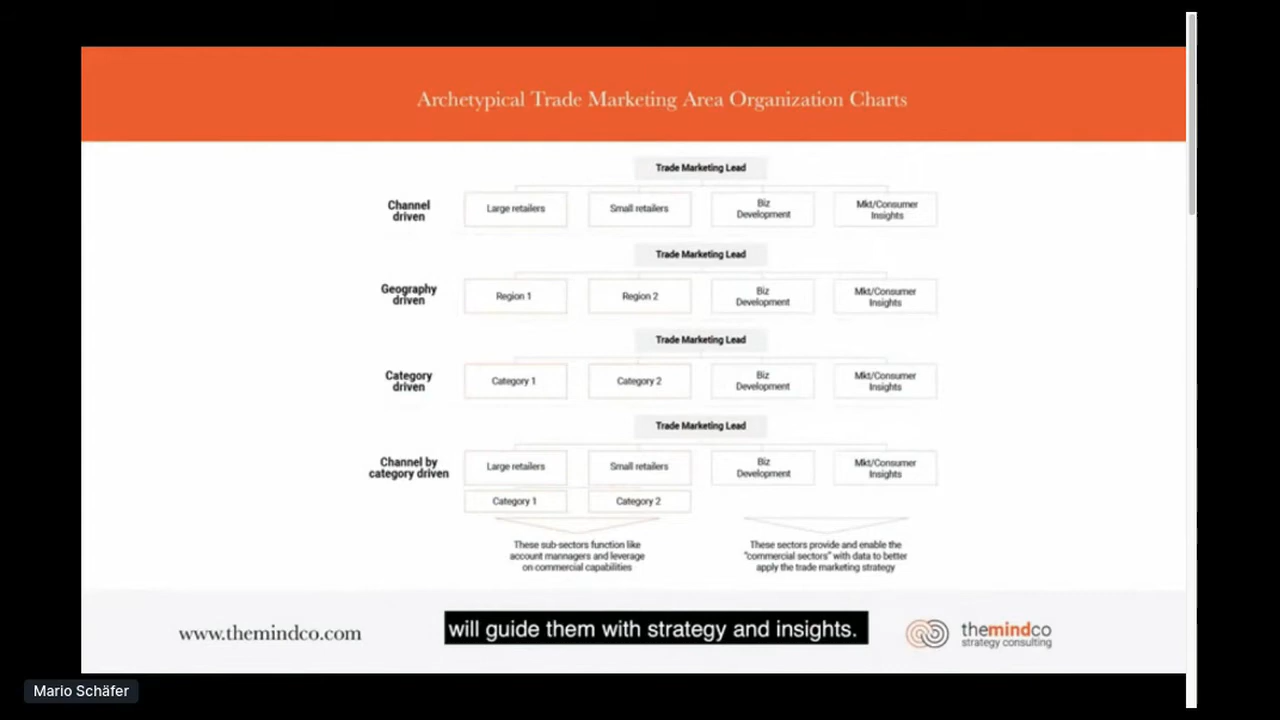 Archetypical Trade Marketing Area Organization Charts
Trade Marketing Lead
Channel
driven
Large retailers
Small retailers
Biz
Development
Mkt/Consumer
Insights
Trade Marketing Lead
Geography
driven
Region 1
Region 2
Biz
Development
Mkt/Consumer
Insights
Trade Marketing Lead
Category
driven
Category 1
Category 2
Biz
Development
Mkt/Consumer
Insights
Trade Marketing Lead
Channel by
category driven
Large retailers
Small retailers
Biz
Development
Mkt/Consumer
Insights
Category 1
Category 2
These sub-sectors function like
account mannagers and leverage
on commercial capabilities
These sectors provide and enable the
"commercial sectors" with data to better
apply the trade marketing strategy
www.themindco.com
will guide them with strategy and insights.
themindco
strategy consulting
Mario Schäfer